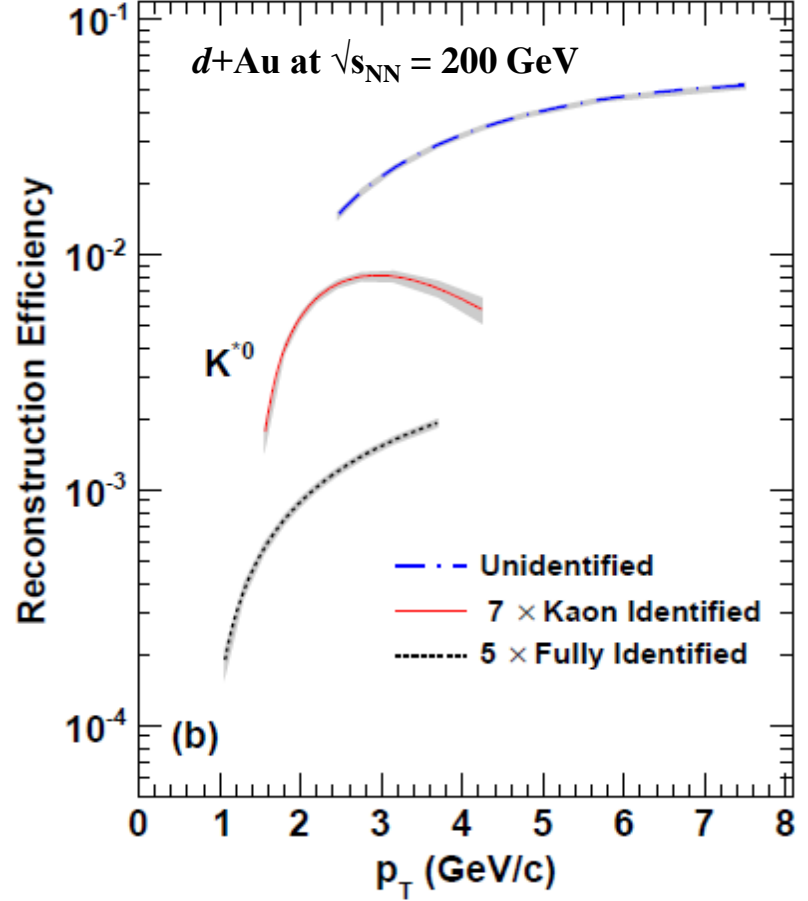 10⁻¹
d+Au at √sNN = 200 GeV
10⁻²
K*0
10⁻³
Unidentified
7 × Kaon Identified
5 × Fully Identified
10⁻⁴
(b)
0 1 2 3 4 5 6 7 8
pT (GeV/c)
Reconstruction Efficiency